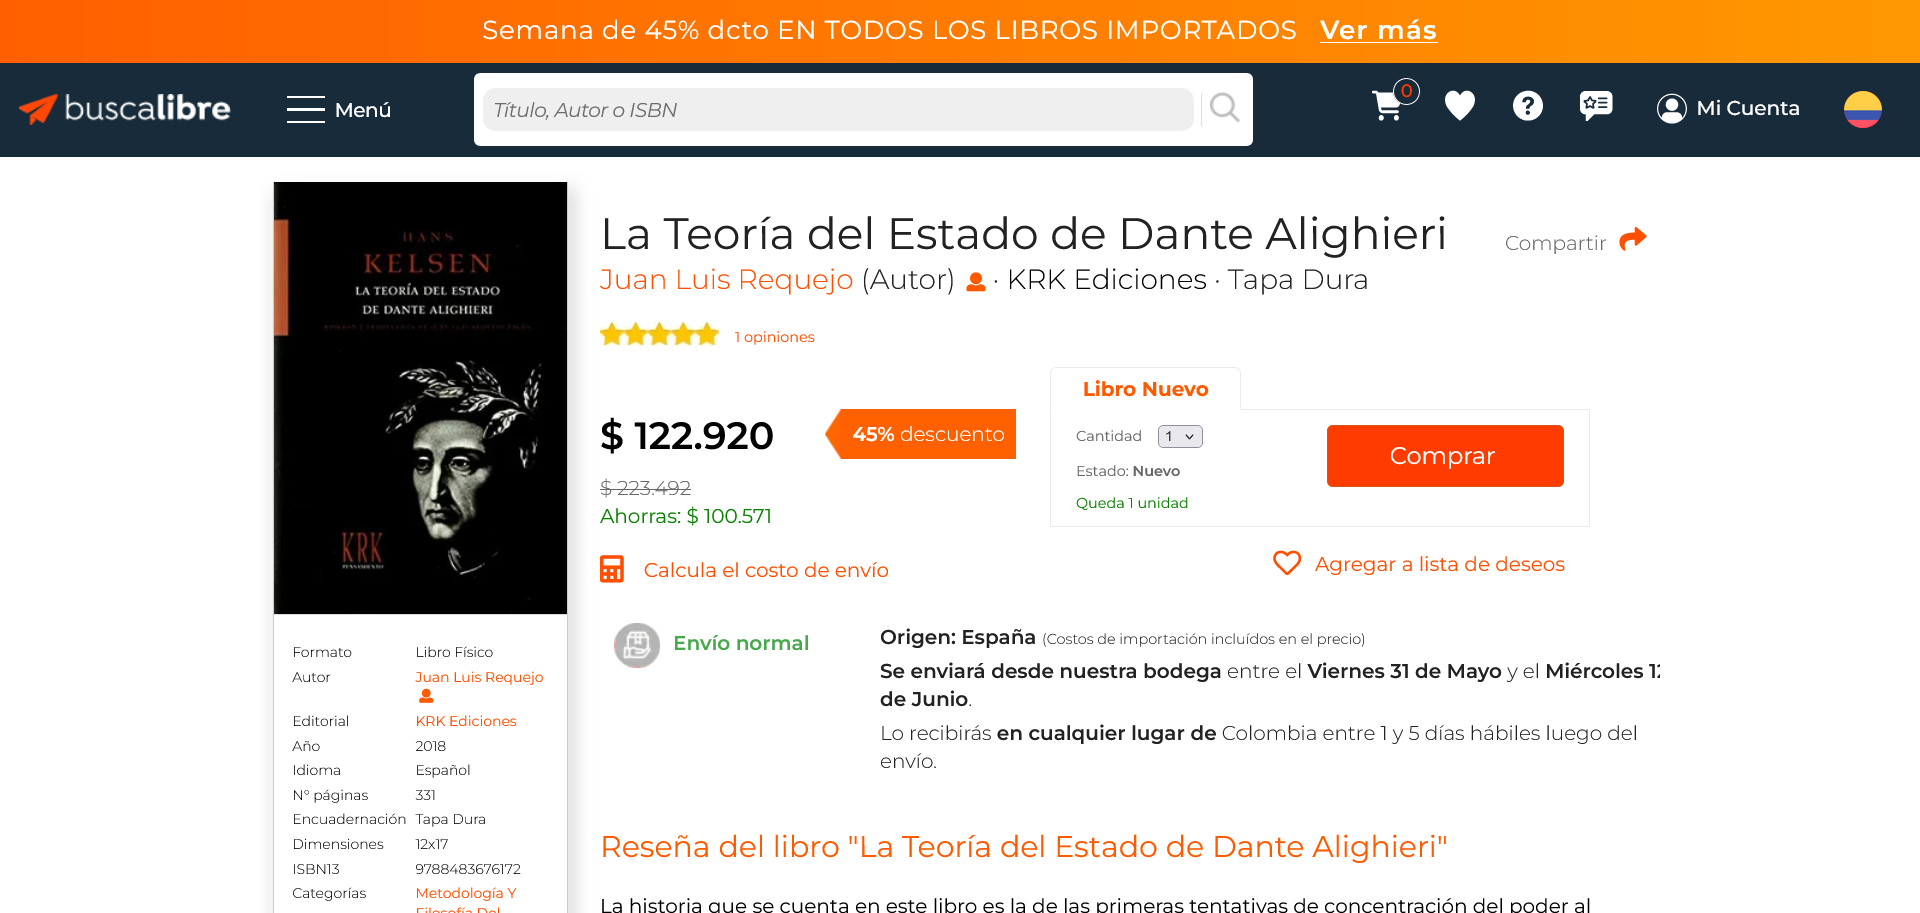 Semana de 45% dcto EN TODOS LOS LIBROS IMPORTADOS Ver más
buscalibre
Menú
Título, Autor o ISBN
0
Mi Cuenta
HANS
KELSEN
LA TEORÍA DEL ESTADO
DE DANTE ALIGHIERI
KRK
PENSAMIENTO
La Teoría del Estado de Dante Alighieri
Compartir
Juan Luis Requejo (Autor) · KRK Ediciones · Tapa Dura
1 opiniones
$ 122.920
45% descuento
$ 223.492
Ahorras: $ 100.571
Libro Nuevo
Cantidad 1
Estado: Nuevo
Queda 1 unidad
Comprar
Calcula el costo de envío
Agregar a lista de deseos
Envío normal
Origen: España (Costos de importación incluídos en el precio)
Se enviará desde nuestra bodega entre el Viernes 31 de Mayo y el Miércoles 12
de Junio.
Lo recibirás en cualquier lugar de Colombia entre 1 y 5 días hábiles luego del
envío.
Formato Libro Físico
Autor Juan Luis Requejo
Editorial KRK Ediciones
Año 2018
Idioma Español
N° páginas 331
Encuadernación Tapa Dura
Dimensiones 12x17
ISBN13 9788483676172
Categorías Metodología Y
Filosofía Del
Reseña del libro "La Teoría del Estado de Dante Alighieri"
La historia que se cuenta en este libro es la de las primeras tentativas de concentración del poder al